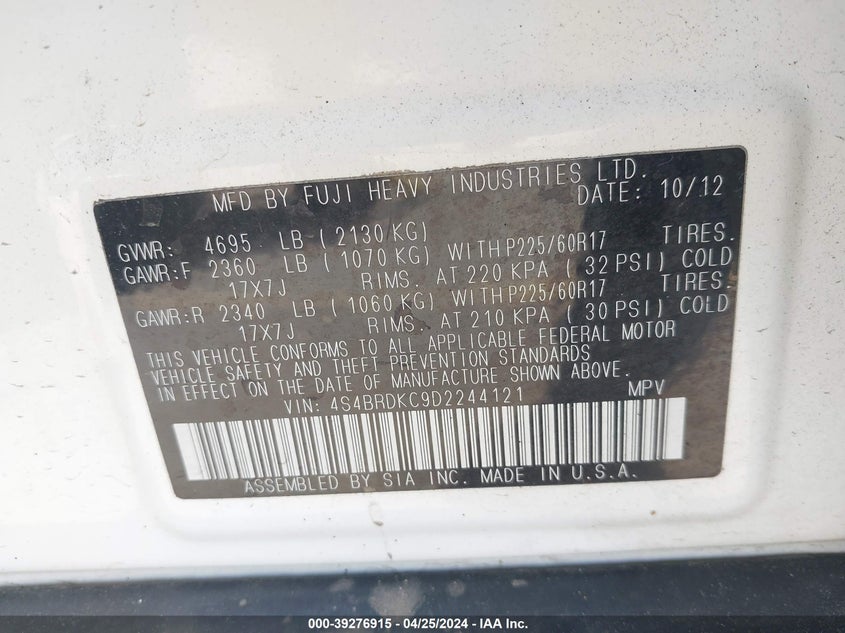 MFD BY FUJI HEAVY INDUSTRIES LTD.
DATE: 10/12
GVWR: 4695 LB ( 2130 KG)
GAWR:F 2360 LB ( 1070 KG) WITH P225/60R17 TIRES.
17X7J RIMS. AT 220 KPA ( 32 PSI) COLD
GAWR:R 2340 LB ( 1060 KG) WITH P225/60R17 TIRES.
17X7J RIMS. AT 210 KPA ( 30 PSI) COLD
THIS VEHICLE CONFORMS TO ALL APPLICABLE FEDERAL MOTOR
VEHICLE SAFETY AND THEFT PREVENTION STANDARDS
IN EFFECT ON THE DATE OF MANUFACTURE SHOWN ABOVE.
VIN: 4S4BRDKC9D2244121 MPV
ASSEMBLED BY SIA INC. MADE IN U.S.A.
000-39276915 - 04/25/2024 - IAA Inc.